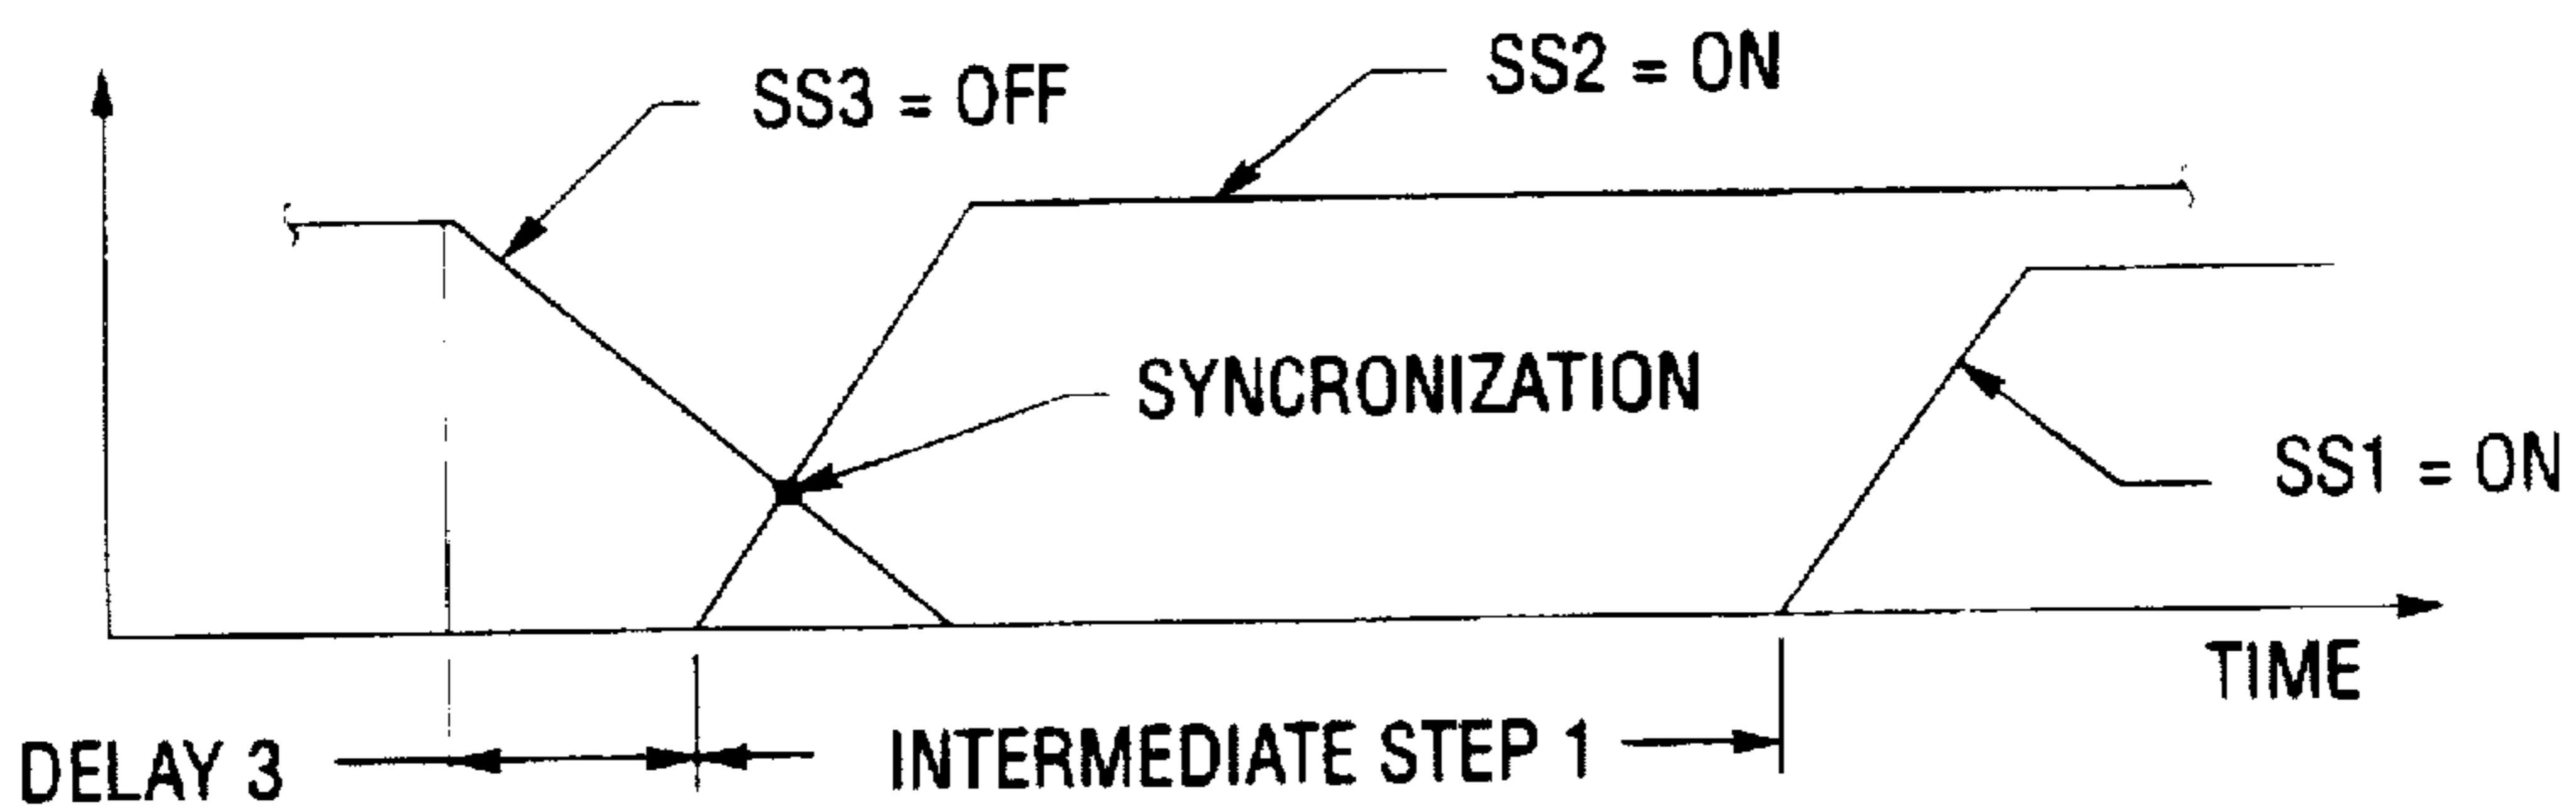 SS3 = OFF
SS2 = ON
SYNCRONIZATION
SS1 = ON
TIME
DELAY 3
INTERMEDIATE STEP 1